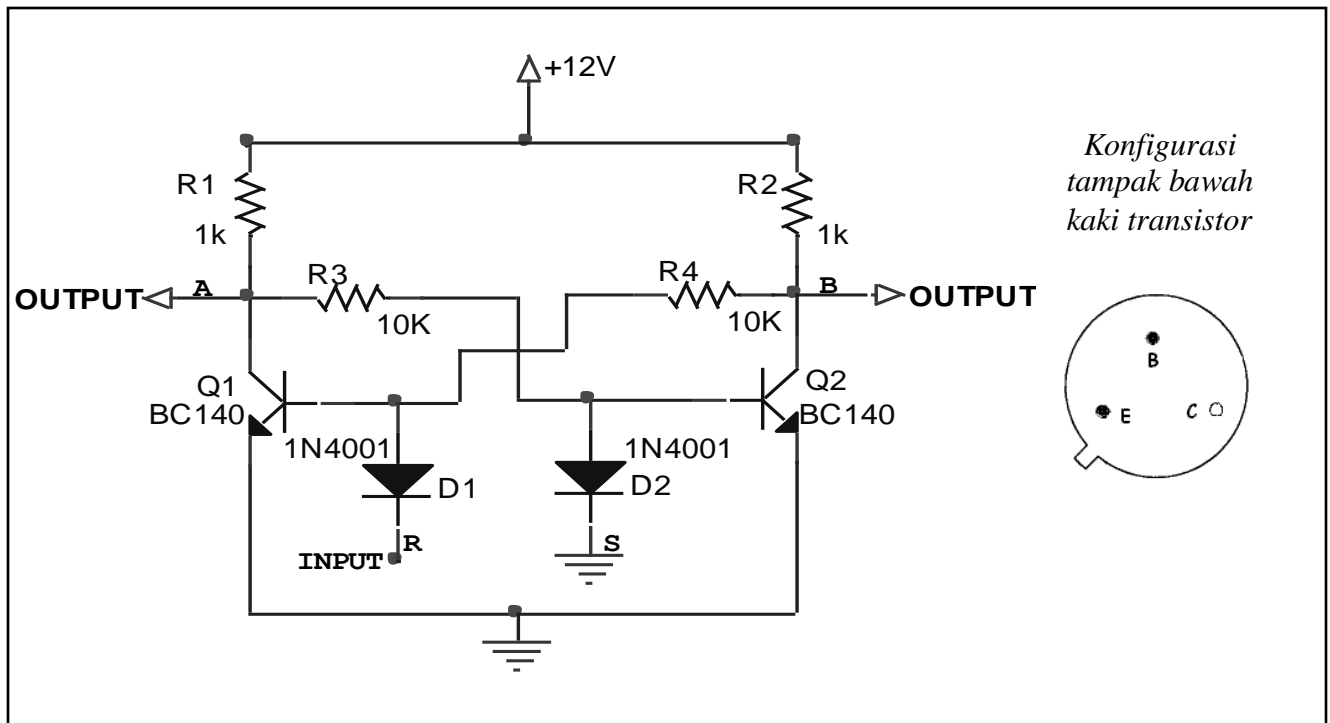 +12V
Konfigurasi
tampak bawah
kaki transistor
R1
1k
R2
1k
OUTPUT
A
R3
10K
R4
10K
B
OUTPUT
Q1
BC140
1N4001
D1
1N4001
D2
Q2
BC140
B
E
C
R
INPUT
S